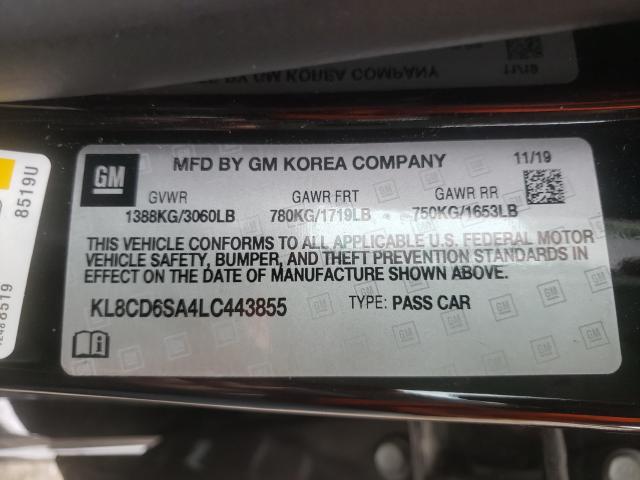 GM
MFD BY GM KOREA COMPANY 11/19
GVWR GAWR FRT GAWR RR
1388KG/3060LB 780KG/1719LB 750KG/1653LB
THIS VEHICLE CONFORMS TO ALL APPLICABLE U.S. FEDERAL MOTOR
VEHICLE SAFETY, BUMPER, AND THEFT PREVENTION STANDARDS IN
EFFECT ON THE DATE OF MANUFACTURE SHOWN ABOVE.
KL8CD6SA4LC443855 TYPE: PASS CAR
8519U